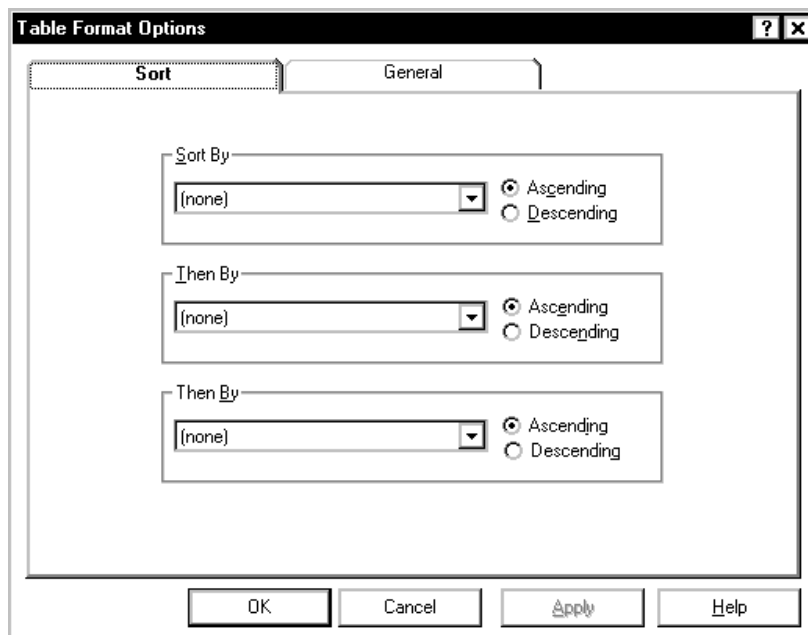 Table Format Options
Sort
General
Sort By
(none)
Ascending
Descending
Then By
(none)
Ascending
Descending
Then By
(none)
Ascending
Descending
OK
Cancel
Apply
Help